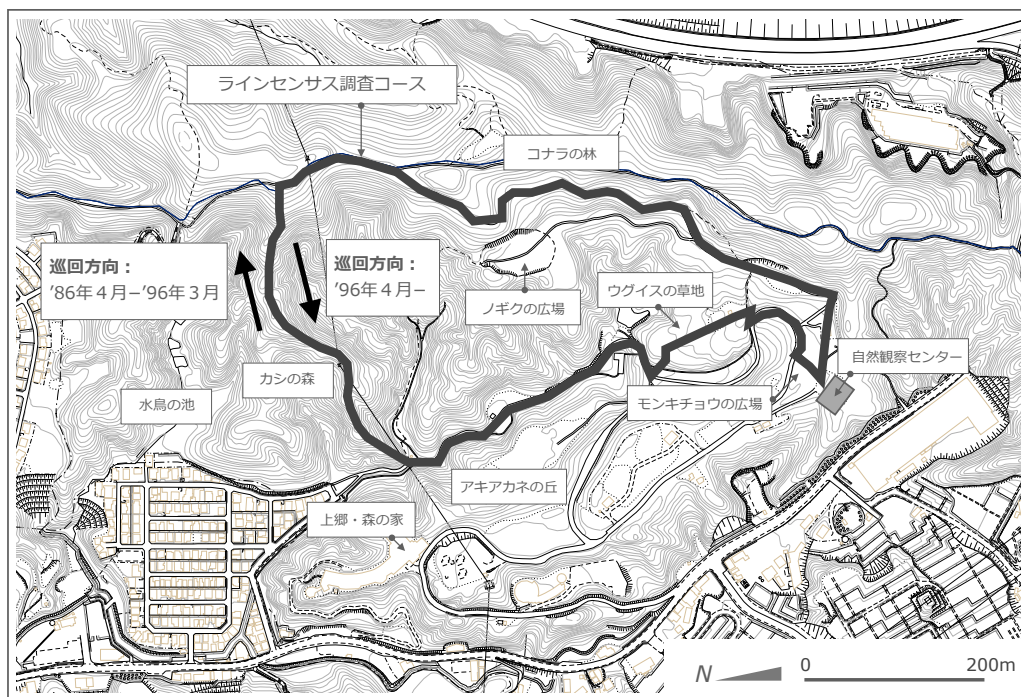 ラインセンサス調査コース
コナラの林
巡回方向：
'86年４月−'96年３月
巡回方向：
'96年４月−
ノギクの広場
ウグイスの草地
自然観察センター
カシの森
水鳥の池
モンキチョウの広場
アキアカネの丘
上郷・森の家
N
0
200m